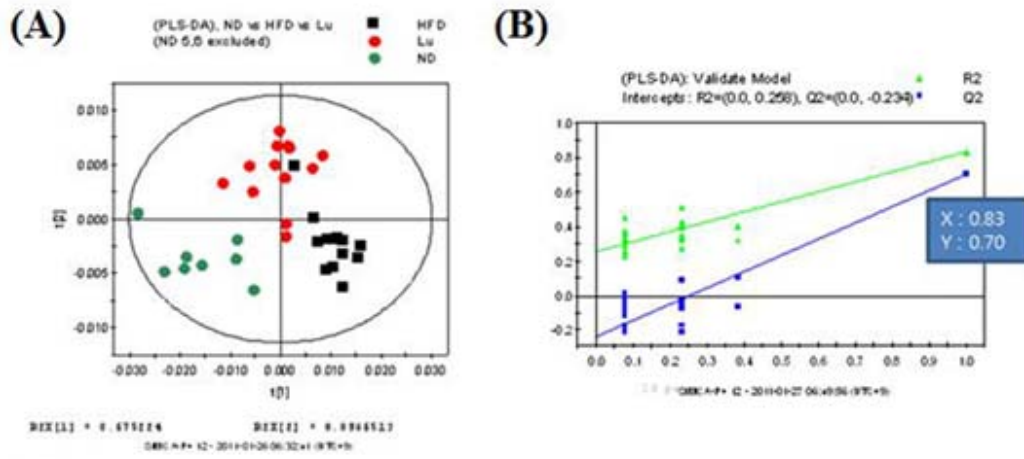 (A)
(PLS-DA), ND vs HFD vs Lu
(ND 5,6 excluded)
HFD
Lu
ND
0.010
0.005
0.000
-0.005
-0.010
t[2]
-0.030 -0.020 -0.010 0.000 0.010 0.020 0.030
t[1]
(B)
(PLS-DA): Validate Model
Intercepts: R2=(0.0, 0.258), Q2=(0.0, -0.234)
R2
Q2
1.0
0.8
0.6
0.4
0.2
0.0
-0.2
0.0 0.1 0.2 0.3 0.4 0.5 0.6 0.7 0.8 0.9 1.0
X : 0.83
Y : 0.70